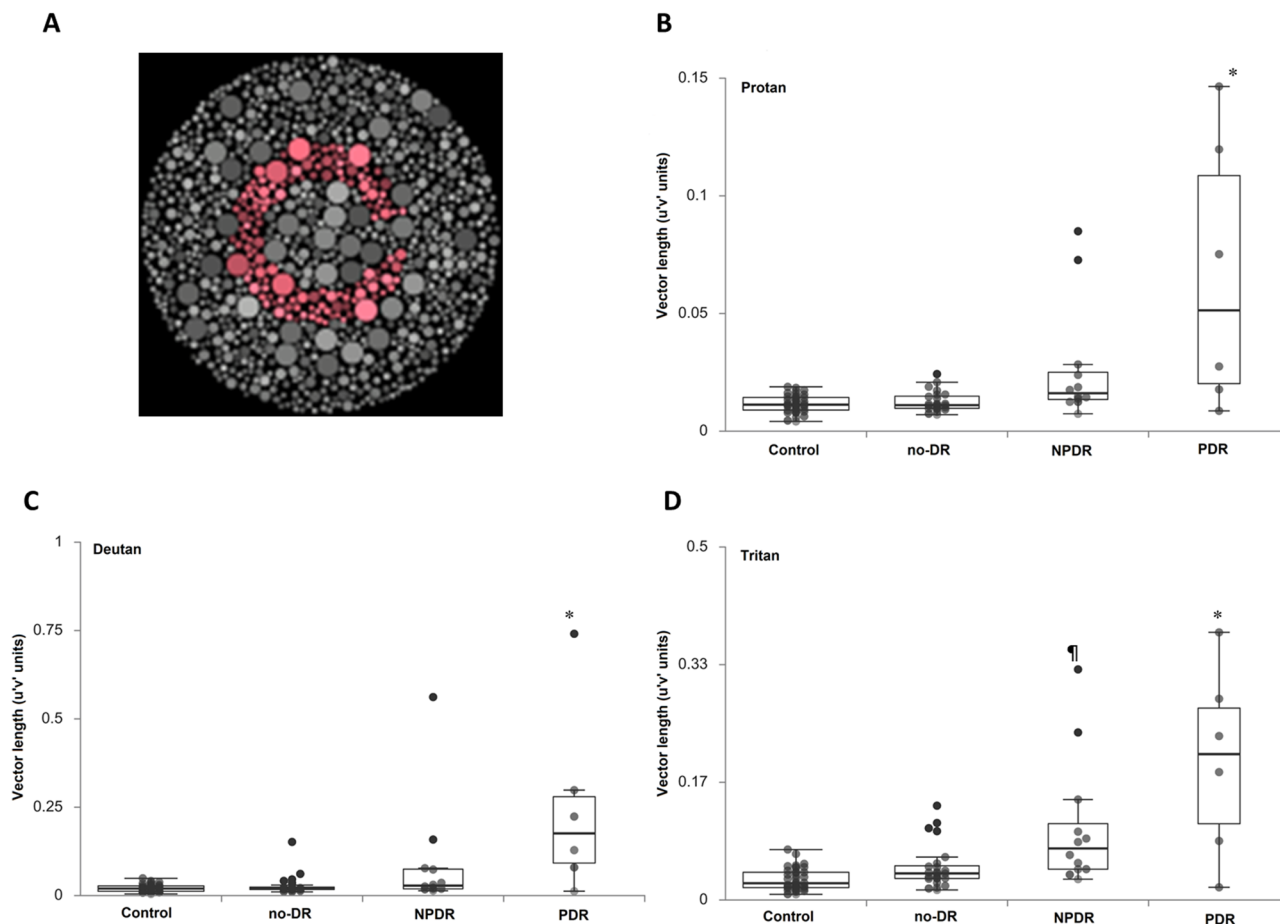 A
B
Protan
Vector length (u'v' units)
0.15
0.1
0.05
0
*
Control no-DR NPDR PDR
C
Deutan
Vector length (u'v' units)
1
0.75
0.5
0.25
0
*
Control no-DR NPDR PDR
D
Tritan
Vector length (u'v' units)
0.5
0.33
0.17
0
¶
*
Control no-DR NPDR PDR